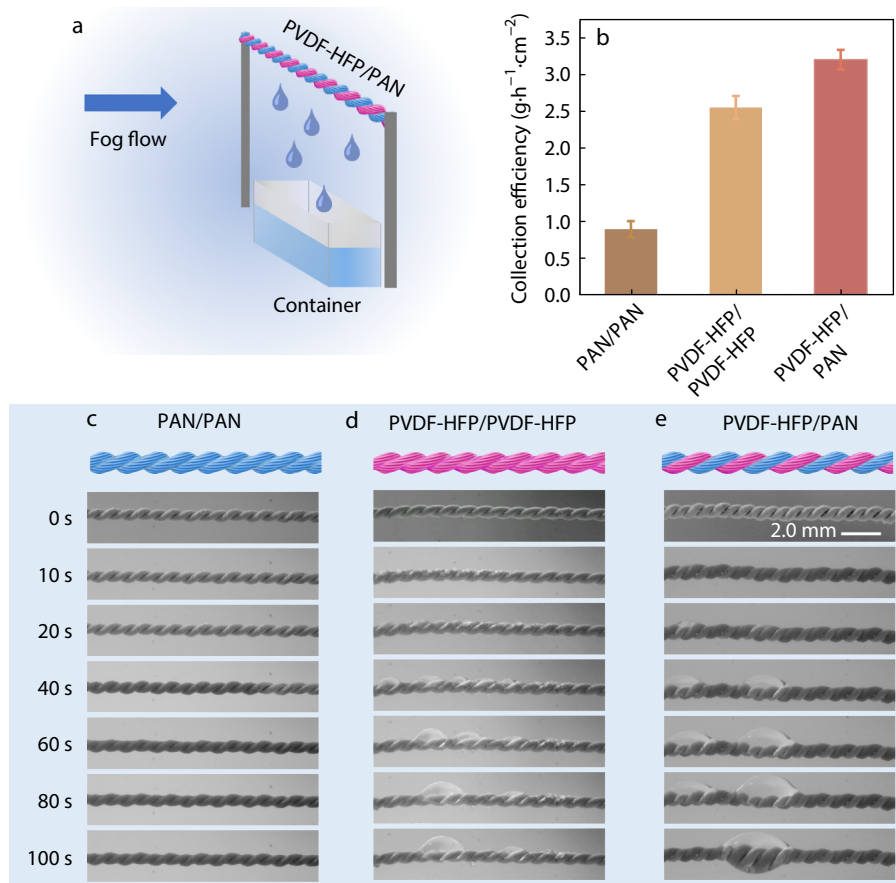 a
PVDF-HFP/PAN
Fog flow
Container
b
Collection efficiency (g·h⁻¹·cm⁻²)
3.5
3.0
2.5
2.0
1.5
1.0
0.5
0.0
PAN/PAN
PVDF-HFP/
PVDF-HFP
PVDF-HFP/
PAN
c PAN/PAN
d PVDF-HFP/PVDF-HFP
e PVDF-HFP/PAN
0 s
2.0 mm
10 s
20 s
40 s
60 s
80 s
100 s